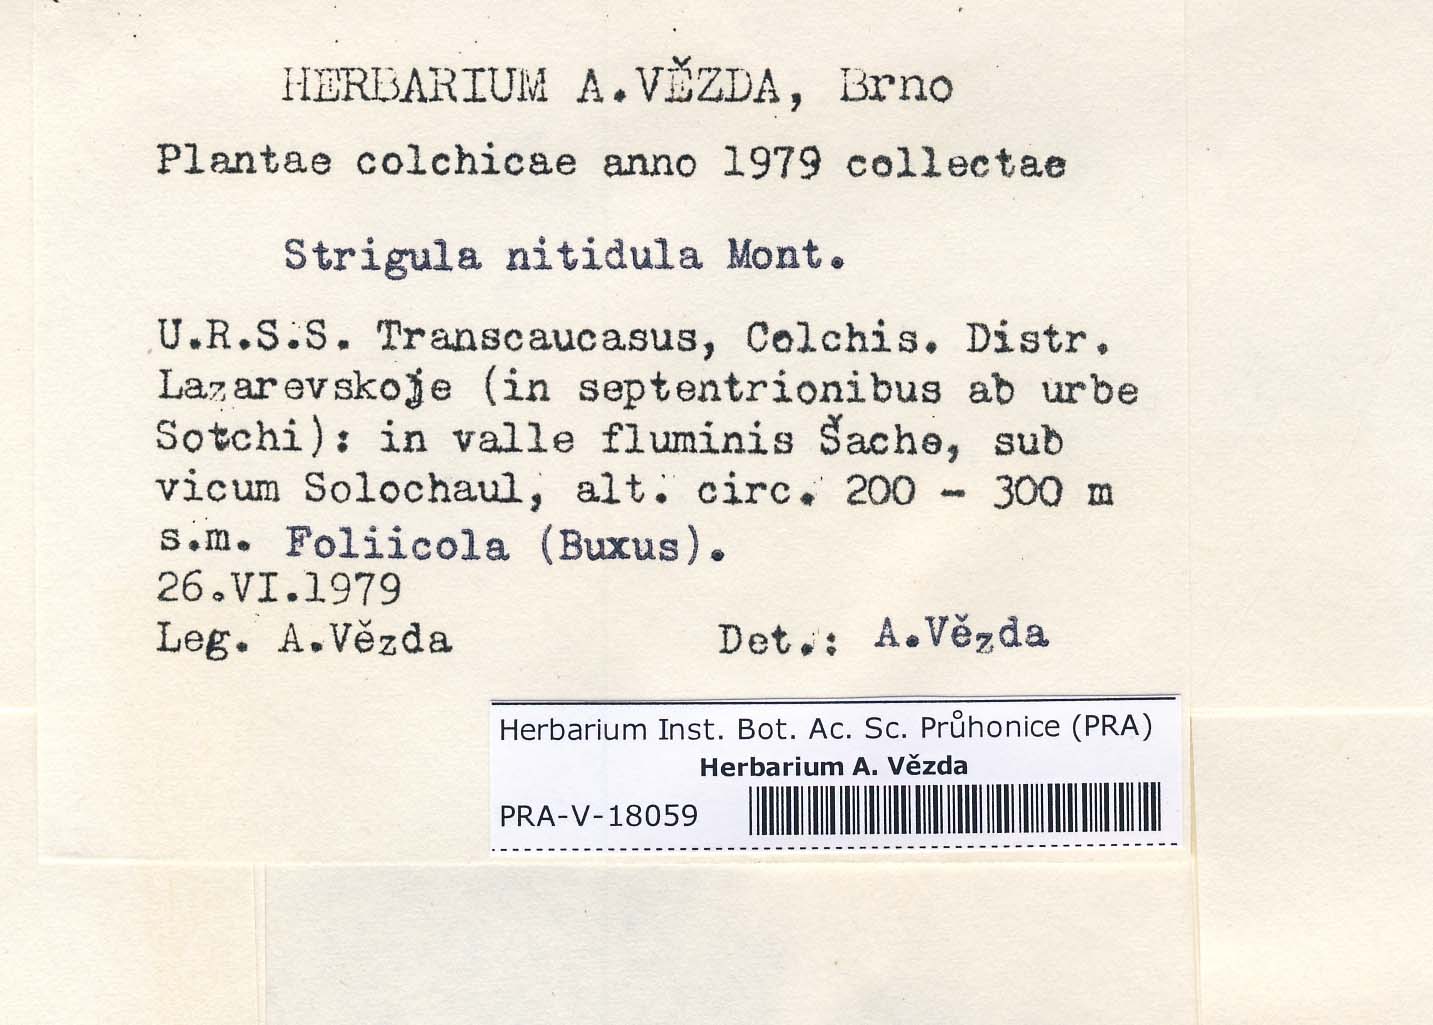 HERBARIUM A.VĚZDA, Brno
Plantae colchicae anno 1979 collectae
Strigula nitidula Mont.
U.R.S.S. Transcaucasus, Colchis. Distr.
Lazarevskoje (in septentrionibus ab urbe
Sotchi): in valle fluminis Šache, sub
vicum Solochaul, alt. circ. 200 - 300 m
s.m. Foliicola (Buxus).
26.VI.1979
Leg. A.Vězda Det.: A.Vězda
Herbarium Inst. Bot. Ac. Sc. Průhonice (PRA)
Herbarium A. Vězda
PRA-V-18059